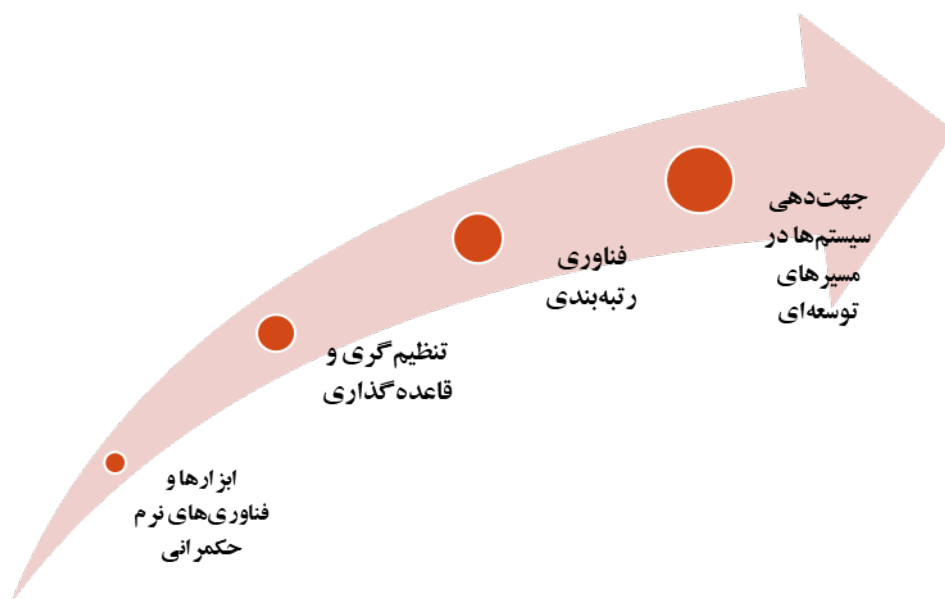 ابزارها و
فناوری‌های نرم
حکمرانی
تنظیم‌گری و
قاعده‌گذاری
فناوری
رتبه‌بندی
جهت‌دهی
سیستم‌ها در
مسیرهای
توسعه‌ای